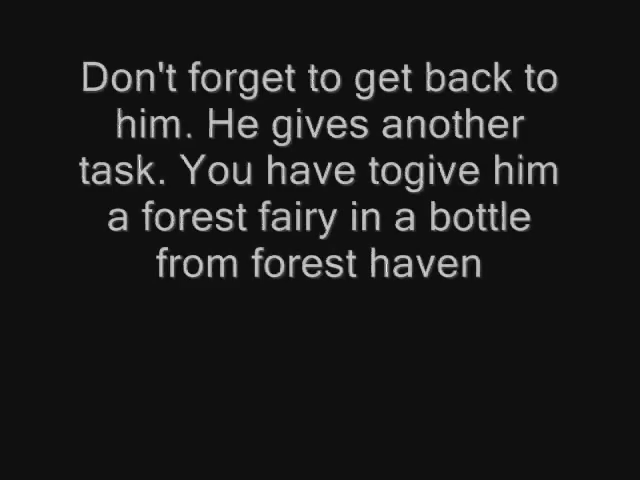 Don't forget to get back to
him. He gives another
task. You have togive him
a forest fairy in a bottle
from forest haven